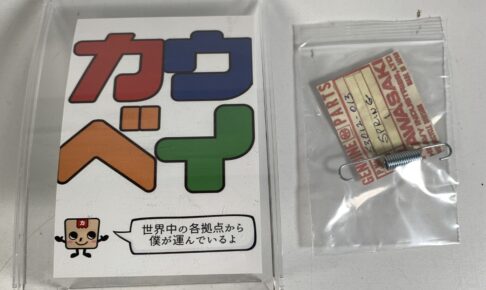 カウ
ベイ
カ
世界中の各拠点から
僕が運んでいるよ
KAWASAKI
GENUINE PARTS
SPRING